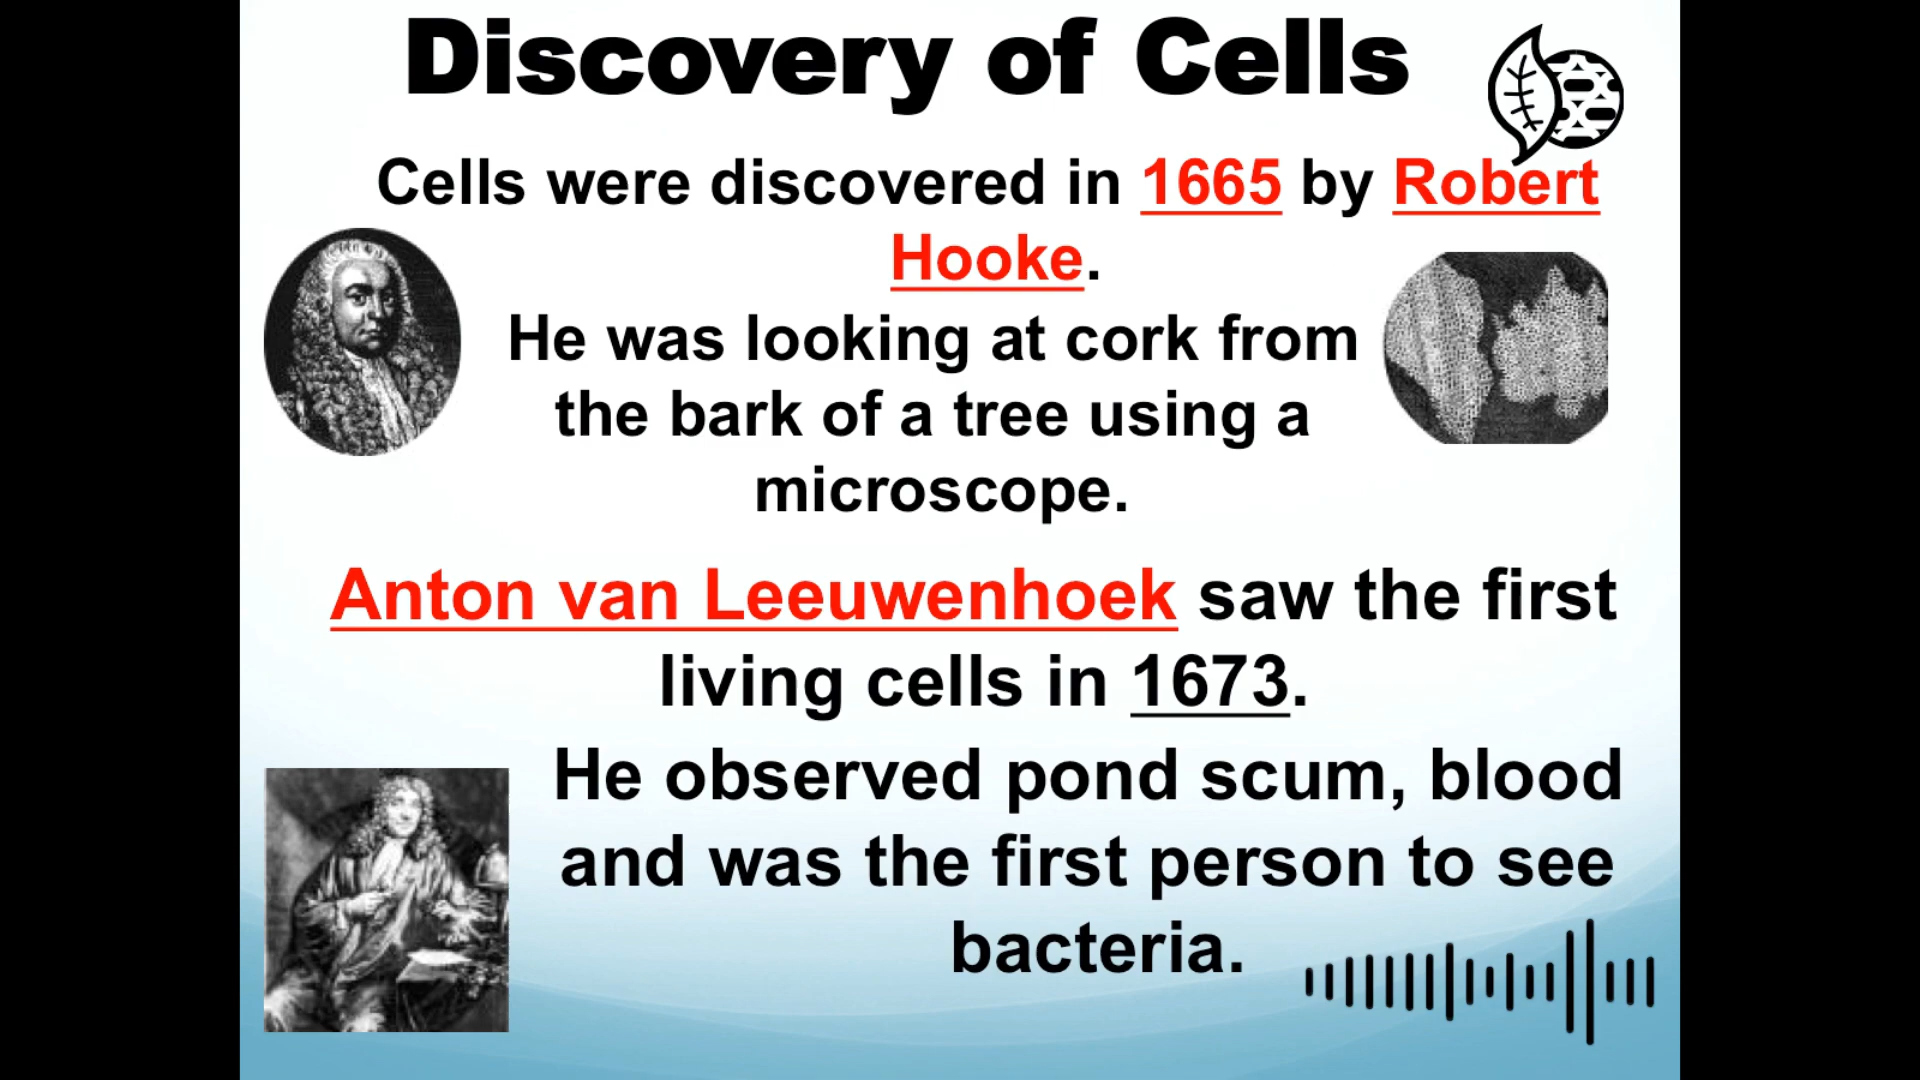 Discovery of Cells
Cells were discovered in 1665 by Robert
Hooke.
He was looking at cork from
the bark of a tree using a
microscope.
Anton van Leeuwenhoek saw the first
living cells in 1673.
He observed pond scum, blood
and was the first person to see
bacteria.